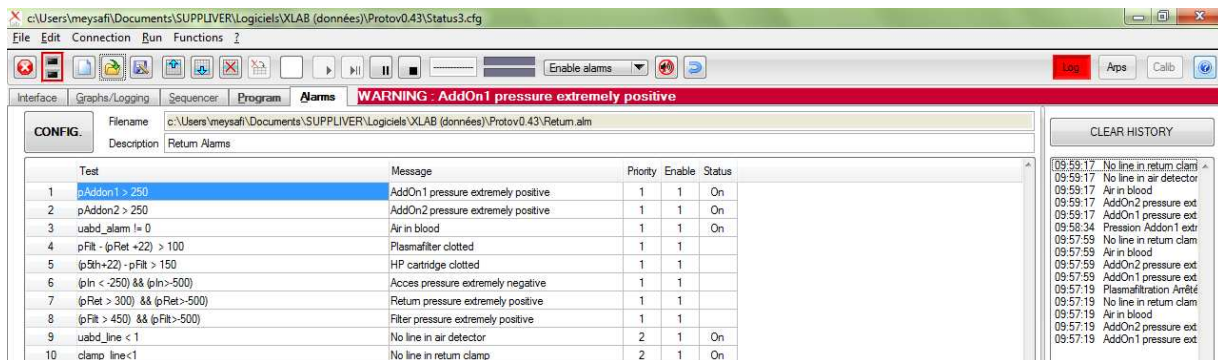 c:\Users\meysafi\Documents\SUPPLIVER\Logiciels\XLAB (données)\Protov0.43\Status3.cfg
File Edit Connection Run Functions ?
Enable alarms
Log Arps Calib
Interface Graphs/Logging Sequencer Program Alarms WARNING : AddOn1 pressure extremely positive
CONFIG.
Filename c:\Users\meysafi\Documents\SUPPLIVER\Logiciels\XLAB (données)\Protov0.43\Return.alm
Description Return Alarms
CLEAR HISTORY
Test Message Priority Enable Status
1 pAddon1 > 250 AddOn1 pressure extremely positive 1 1 On
2 pAddon2 > 250 AddOn2 pressure extremely positive 1 1 On
3 uabd_alarm != 0 Air in blood 1 1 On
4 pFilt - (pRet +22) > 100 Plasmafilter clotted 1 1
5 (p5th+22) - pFilt > 150 HP cartridge clotted 1 1
6 (pIn < -250) && (pIn>-500) Acces pressure extremely negative 1 1
7 (pRet > 300) && (pRet>-500) Return pressure extremely positive 1 1
8 (pFilt > 450) && (pFilt>-500) Filter pressure extremely positive 1 1
9 uabd_line < 1 No line in air detector 2 1 On
10 clamp_line<1 No line in return clamp 2 1 On
09:59:17 No line in return clam
09:59:17 No line in air detector
09:59:17 Air in blood
09:59:17 AddOn2 pressure ext
09:59:17 AddOn1 pressure ext
09:58:34 Pression Addon1 extr
09:57:59 No line in return clam
09:57:59 Air in blood
09:57:59 AddOn2 pressure ext
09:57:59 AddOn1 pressure ext
09:57:19 Plasmafiltration Arrêté
09:57:19 No line in return clam
09:57:19 Air in blood
09:57:19 AddOn2 pressure ext
09:57:19 AddOn1 pressure ext